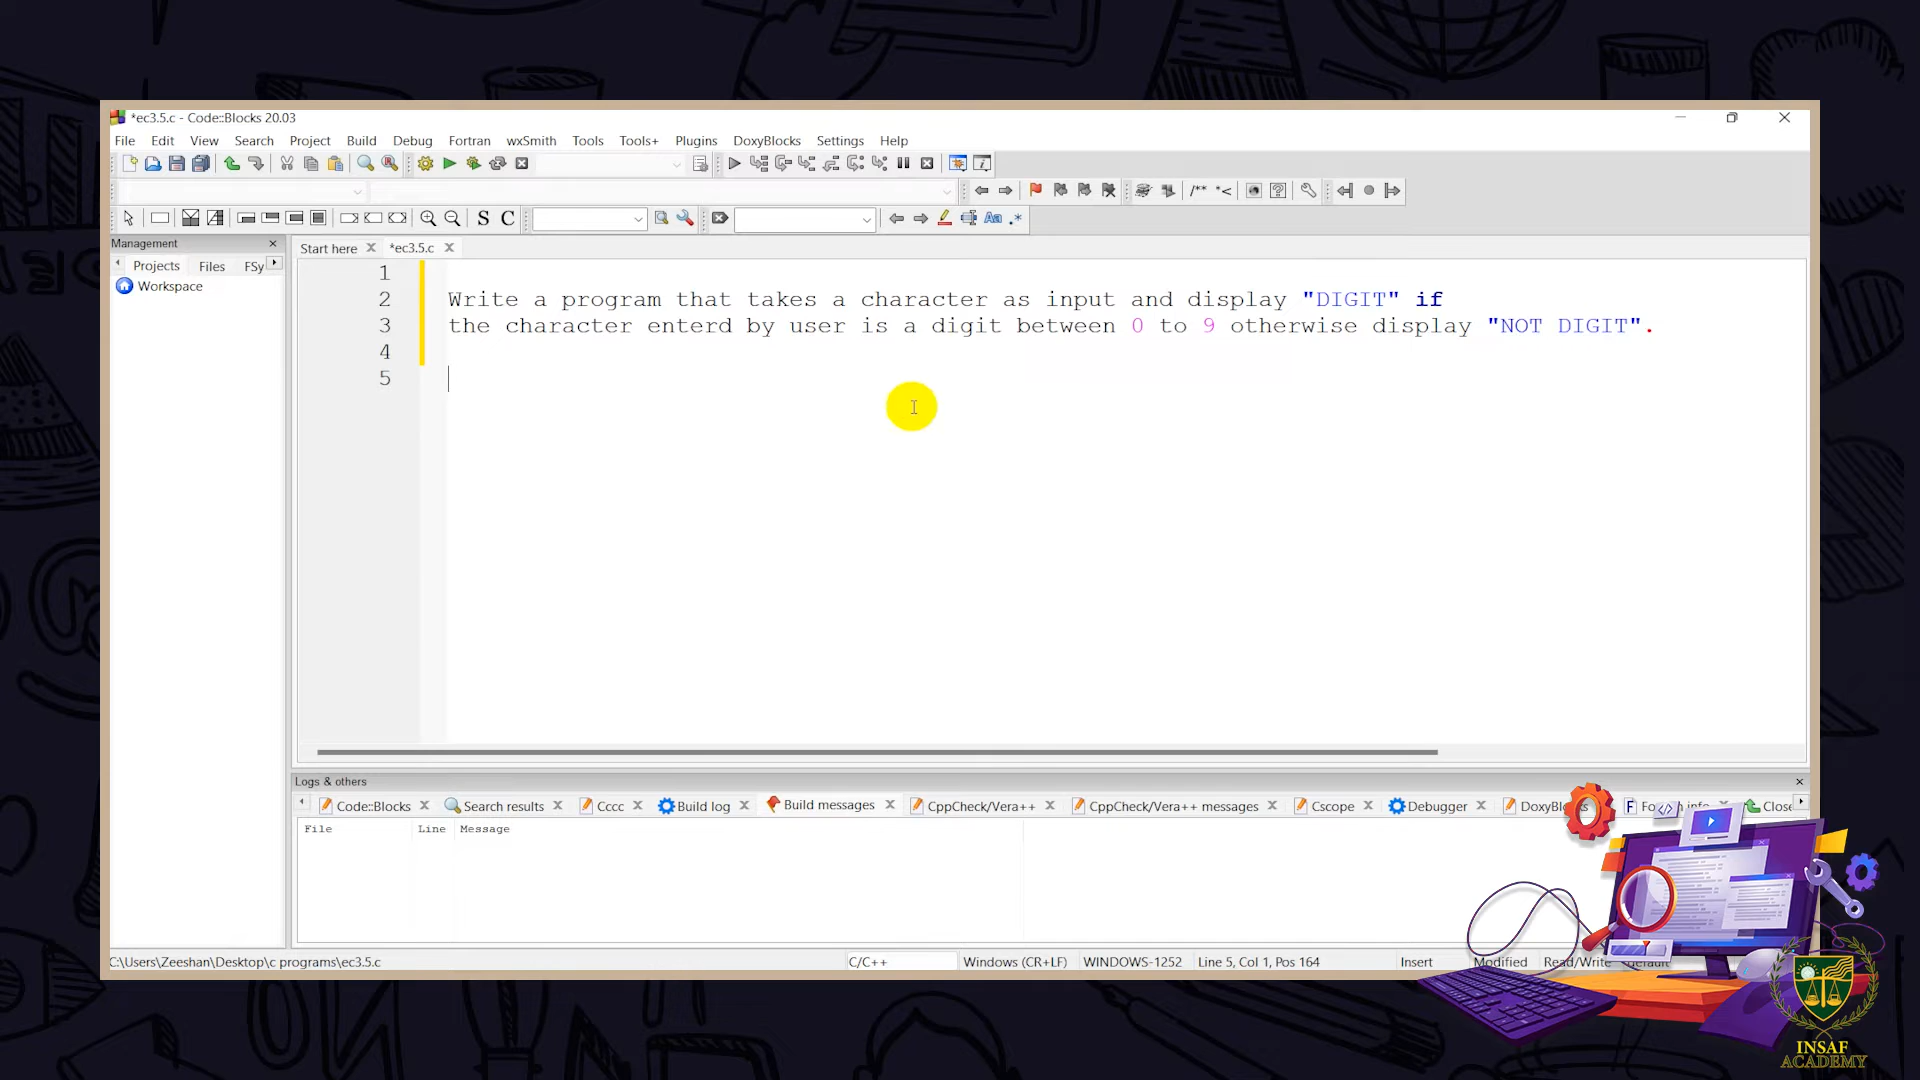 *ec3.5.c - Code::Blocks 20.03
File Edit View Search Project Build Debug Fortran wxSmith Tools Tools+ Plugins DoxyBlocks Settings Help
/** *<
S C Aa .*
Management
Start here *ec3.5.c
Projects Files FSy
Workspace
1
2 Write a program that takes a character as input and display "DIGIT" if
3 the character enterd by user is a digit between 0 to 9 otherwise display "NOT DIGIT".
4
5
Logs & others
Code::Blocks Search results Cccc Build log Build messages CppCheck/Vera++ CppCheck/Vera++ messages Cscope Debugger Close
File Line Message
C:\Users\Zeeshan\Desktop\c programs\ec3.5.c C/C++ Windows (CR+LF) WINDOWS-1252 Line 5, Col 1, Pos 164 Insert Modified Read/Write default
INSAF
ACADEMY